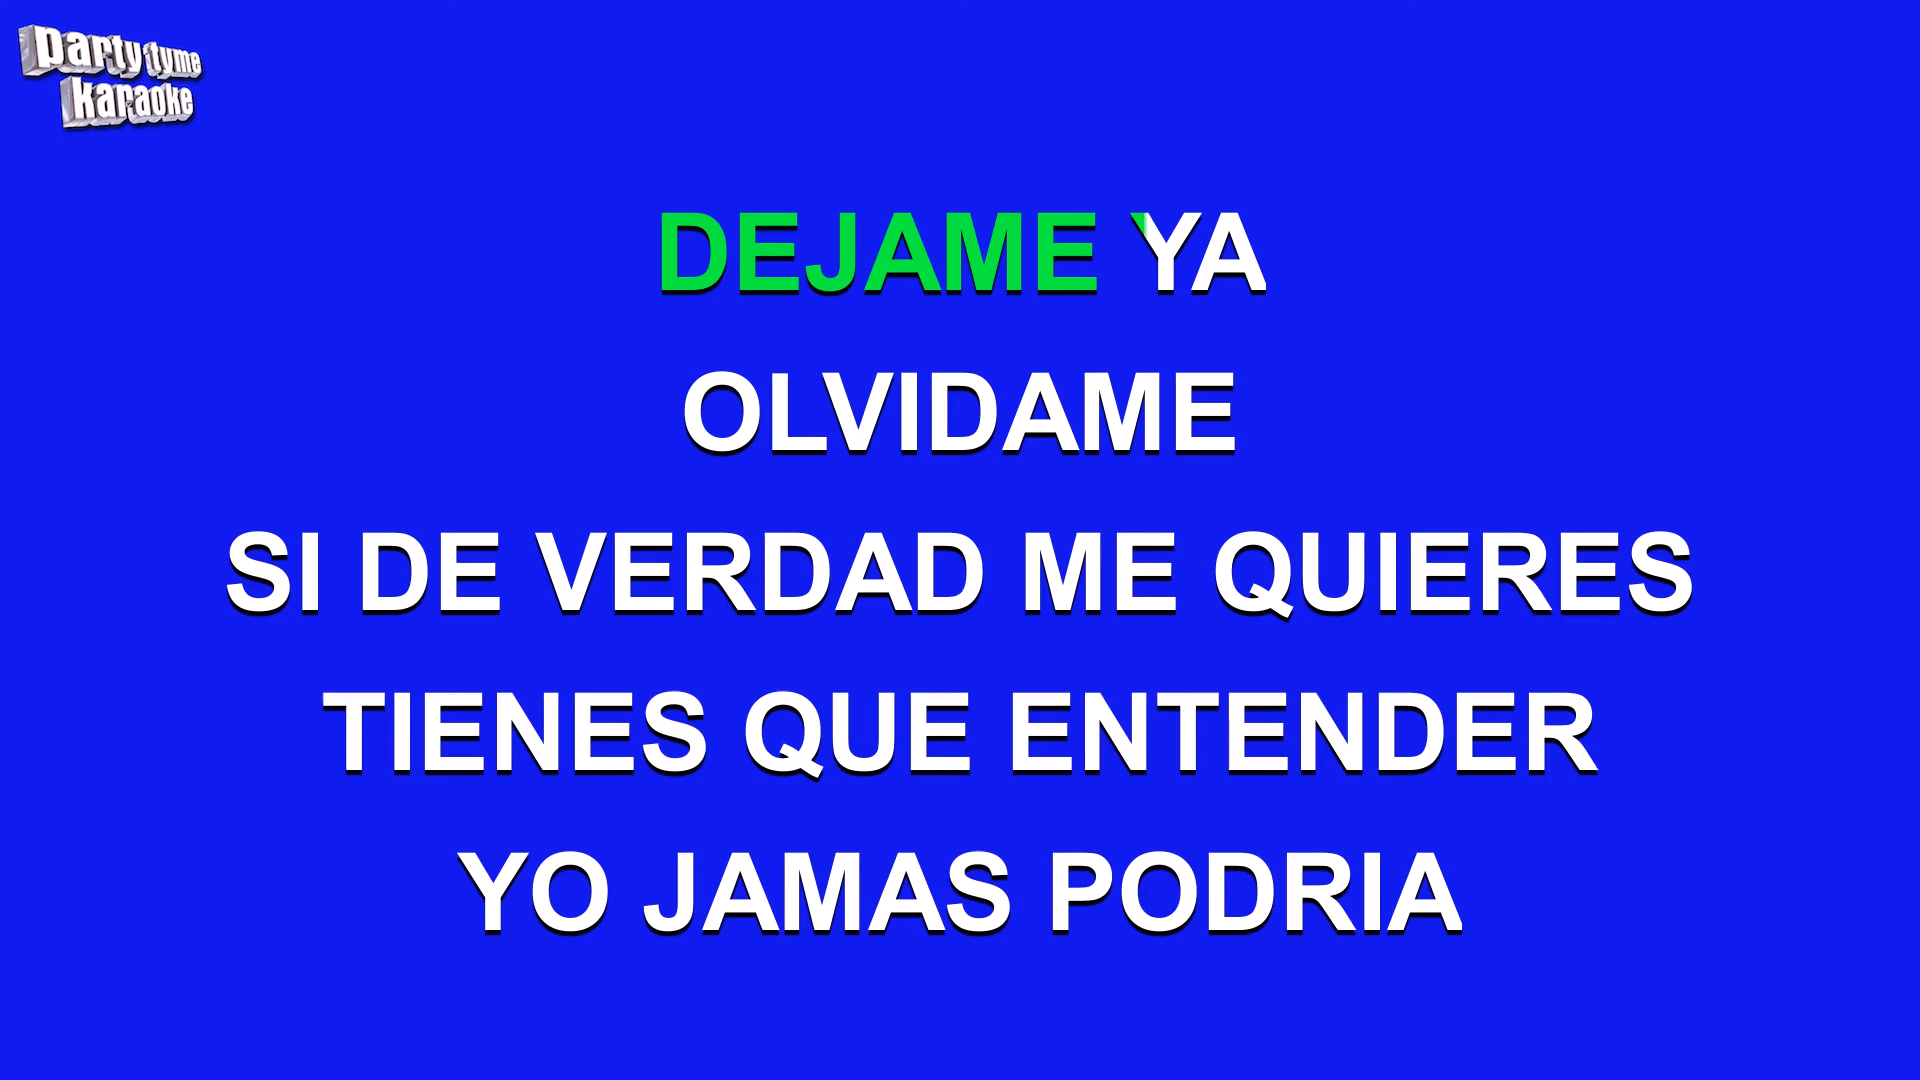 party tyme
karaoke
DEJAME YA
OLVIDAME
SI DE VERDAD ME QUIERES
TIENES QUE ENTENDER
YO JAMAS PODRIA